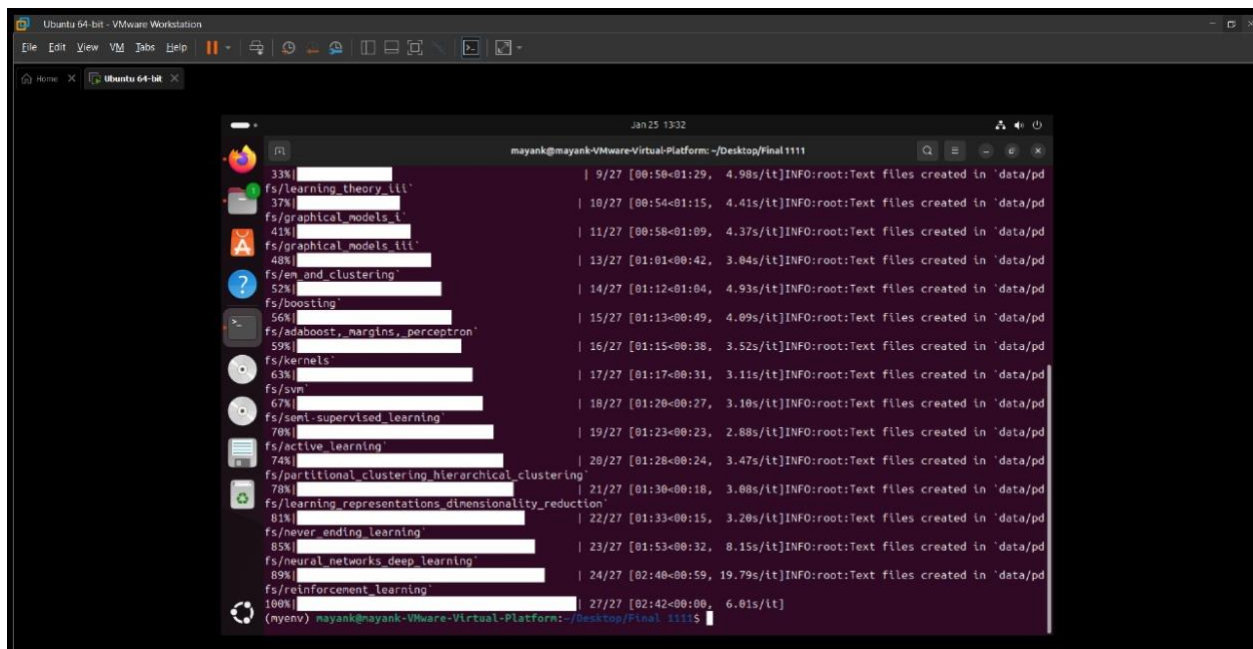 Ubuntu 64-bit - VMware Workstation
File Edit View VM Tabs Help
Home Ubuntu 64-bit
Jan 25 13:32
mayank@mayank-VMware-Virtual-Platform: ~/Desktop/Final 1111
33%| | 9/27 [00:50<01:29, 4.98s/it]INFO:root:Text files created in `data/pd
fs/learning_theory_iii`
37%| | 10/27 [00:54<01:15, 4.41s/it]INFO:root:Text files created in `data/pd
fs/graphical_models_i`
41%| | 11/27 [00:58<01:09, 4.37s/it]INFO:root:Text files created in `data/pd
fs/graphical_models_iii`
48%| | 13/27 [01:01<00:42, 3.04s/it]INFO:root:Text files created in `data/pd
fs/em_and_clustering`
52%| | 14/27 [01:12<01:04, 4.93s/it]INFO:root:Text files created in `data/pd
fs/boosting`
56%| | 15/27 [01:13<00:49, 4.09s/it]INFO:root:Text files created in `data/pd
fs/adaboost,_margins,_perceptron`
59%| | 16/27 [01:15<00:38, 3.52s/it]INFO:root:Text files created in `data/pd
fs/kernels`
63%| | 17/27 [01:17<00:31, 3.11s/it]INFO:root:Text files created in `data/pd
fs/svm`
67%| | 18/27 [01:20<00:27, 3.10s/it]INFO:root:Text files created in `data/pd
fs/semi-supervised_learning`
70%| | 19/27 [01:23<00:23, 2.88s/it]INFO:root:Text files created in `data/pd
fs/active_learning`
74%| | 20/27 [01:28<00:24, 3.47s/it]INFO:root:Text files created in `data/pd
fs/partitional_clustering_hierarchical_clustering`
78%| | 21/27 [01:30<00:18, 3.08s/it]INFO:root:Text files created in `data/pd
fs/learning_representations_dimensionality_reduction`
81%| | 22/27 [01:33<00:15, 3.20s/it]INFO:root:Text files created in `data/pd
fs/never_ending_learning`
85%| | 23/27 [01:53<00:32, 8.15s/it]INFO:root:Text files created in `data/pd
fs/neural_networks_deep_learning`
89%| | 24/27 [02:40<00:59, 19.79s/it]INFO:root:Text files created in `data/pd
fs/reinforcement_learning`
100%| | 27/27 [02:42<00:00, 6.01s/it]
(myenv) mayank@mayank-VMware-Virtual-Platform:~/Desktop/Final 1111$